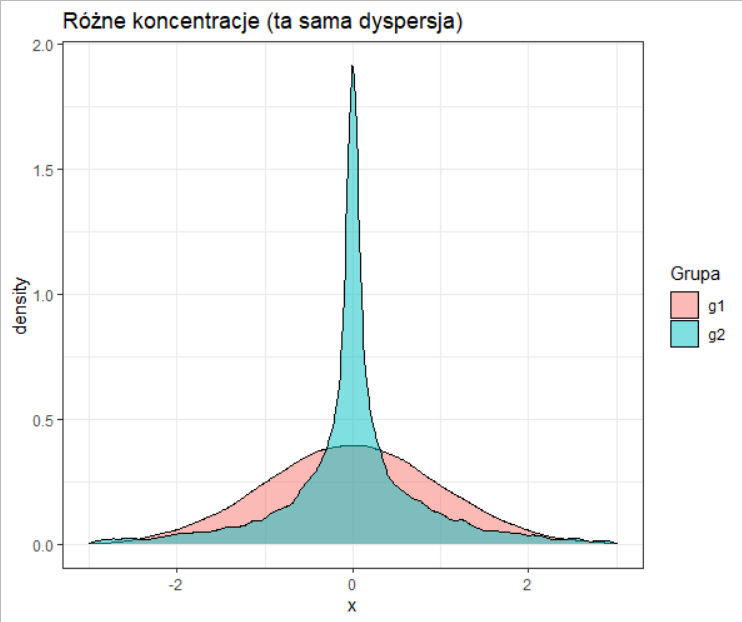 Różne koncentracje (ta sama dyspersja)
2.0
1.5
1.0
0.5
0.0
density
-2
0
2
x
Grupa
g1
g2